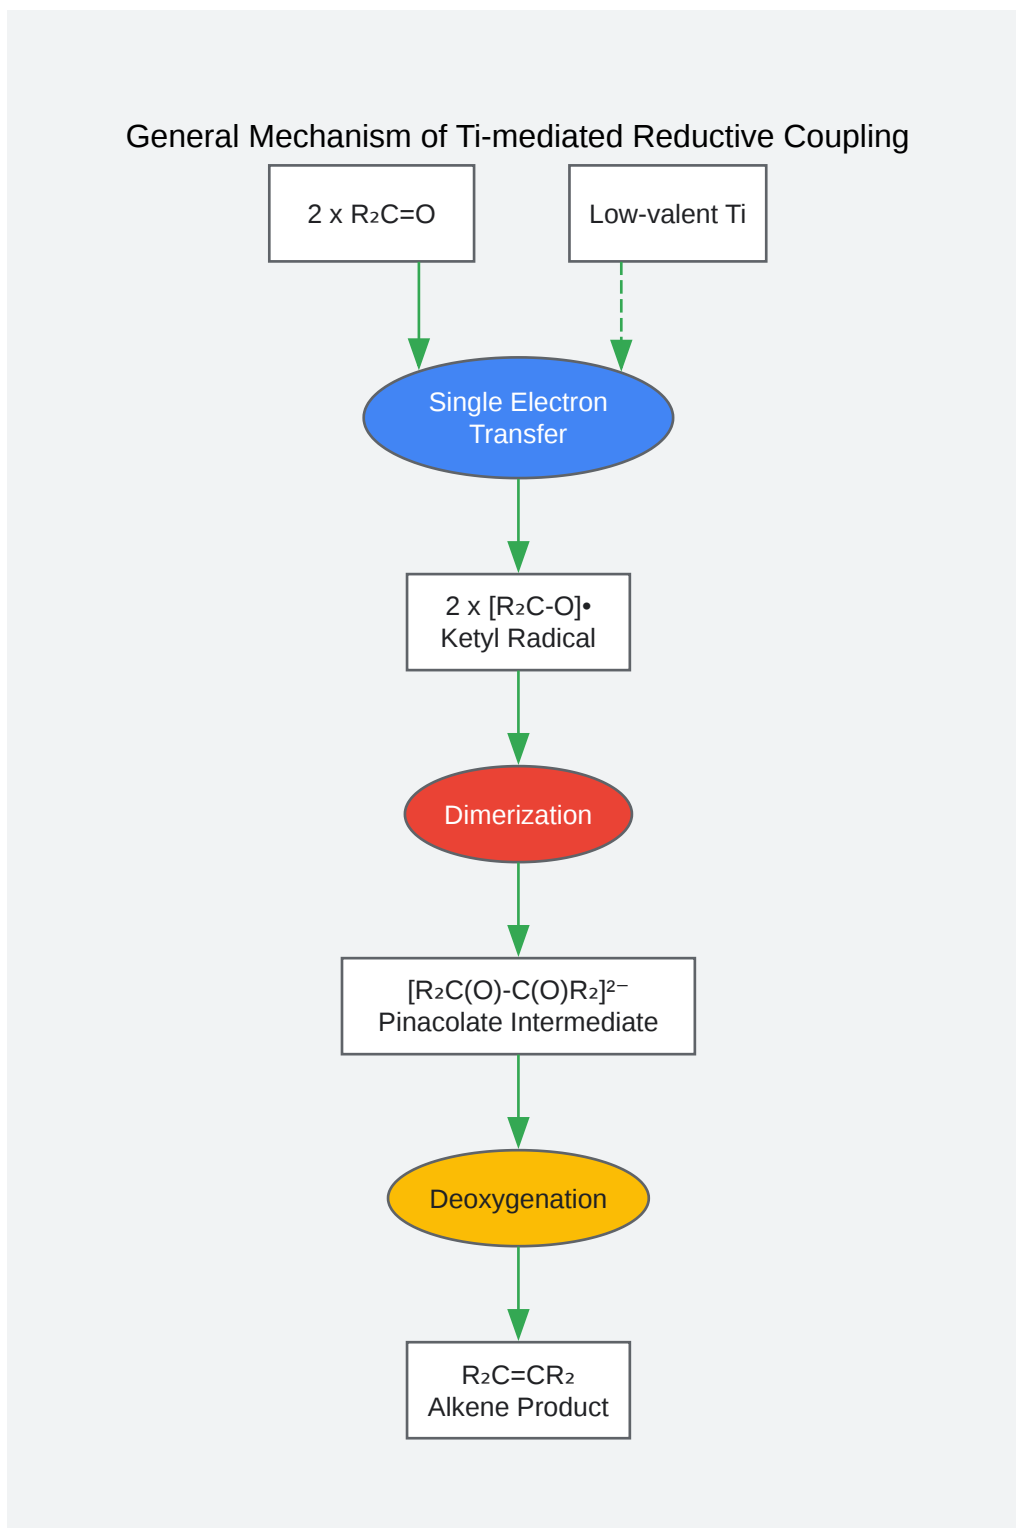 General Mechanism of Ti-mediated Reductive Coupling
2 x R₂C=O
Low-valent Ti
Single Electron
Transfer
2 x [R₂C-O]•
Ketyl Radical
Dimerization
[R₂C(O)-C(O)R₂]²⁻
Pinacolate Intermediate
Deoxygenation
R₂C=CR₂
Alkene Product